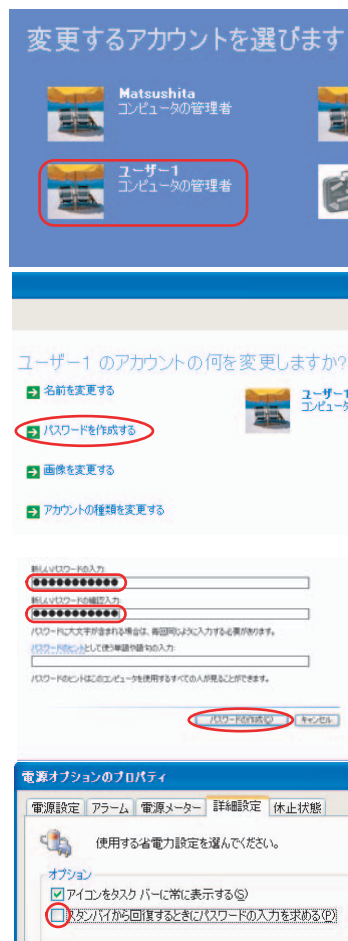 変更するアカウントを選びます
Matsushita
コンピュータの管理者
ユーザー1
コンピュータの管理者
ユーザー1 のアカウントの何を変更しますか?
名前を変更する
ユーザー1
コンピュータ
パスワードを作成する
画像を変更する
アカウントの種類を変更する
新しいパスワードの入力:
●●●●●●●●●●●
新しいパスワードの確認入力:
●●●●●●●●●●●
パスワードに大文字が含まれる場合は、毎回同じように入力する必要があります。
パスワードのヒントとして使う単語や語句の入力:
パスワードのヒントはこのコンピュータを使用するすべての人が見ることができます。
パスワードの作成(C) キャンセル
電源オプションのプロパティ
電源設定 アラーム 電源メーター 詳細設定 休止状態
使用する省電力設定を選んでください。
オプション
アイコンをタスク バーに常に表示する(S)
スタンバイから回復するときにパスワードの入力を求める(P)